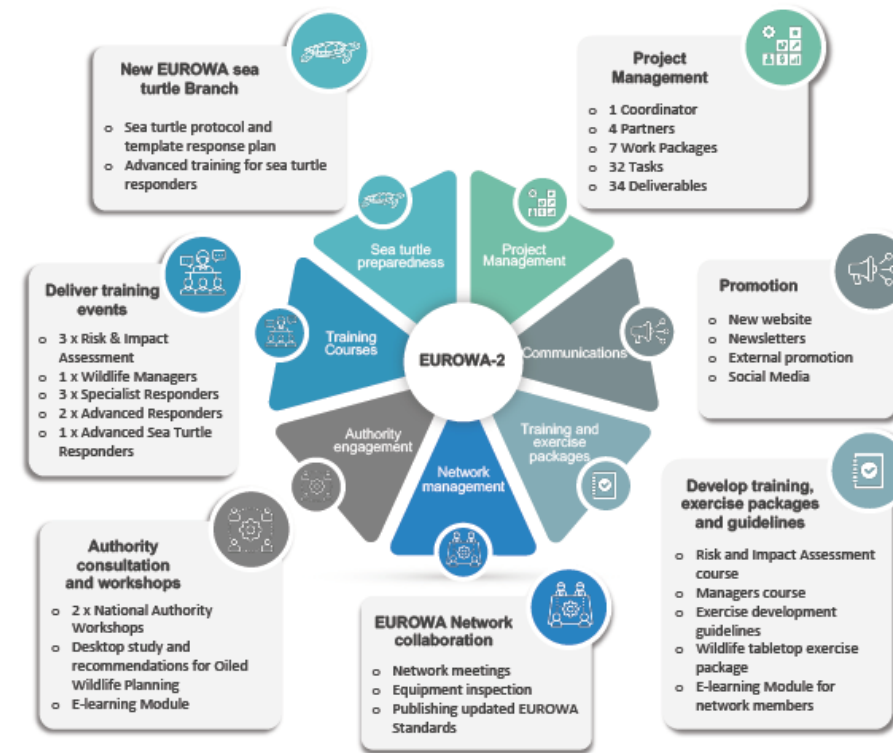 New EUROWA sea
turtle Branch
o Sea turtle protocol and
template response plan
o Advanced training for sea turtle
responders
Project
Management
o 1 Coordinator
o 4 Partners
o 7 Work Packages
o 32 Tasks
o 34 Deliverables
Sea turtle
preparedness
Project
Management
Deliver training
events
o 3 x Risk & Impact
Assessment
o 1 x Wildlife Managers
o 3 x Specialist Responders
o 2 x Advanced Responders
o 1 x Advanced Sea Turtle
Responders
Training
Courses
EUROWA-2
Communications
Promotion
o New website
o Newsletters
o External promotion
o Social Media
Authority
engagement
Network
management
Training and
exercise
packages
Authority
consultation
and workshops
o 2 x National Authority
Workshops
o Desktop study and
recommendations for Oiled
Wildlife Planning
o E-learning Module
EUROWA Network
collaboration
o Network meetings
o Equipment inspection
o Publishing updated EUROWA
Standards
Develop training,
exercise packages
and guidelines
o Risk and Impact Assessment
course
o Managers course
o Exercise development
guidelines
o Wildlife tabletop exercise
package
o E-learning Module for
network members